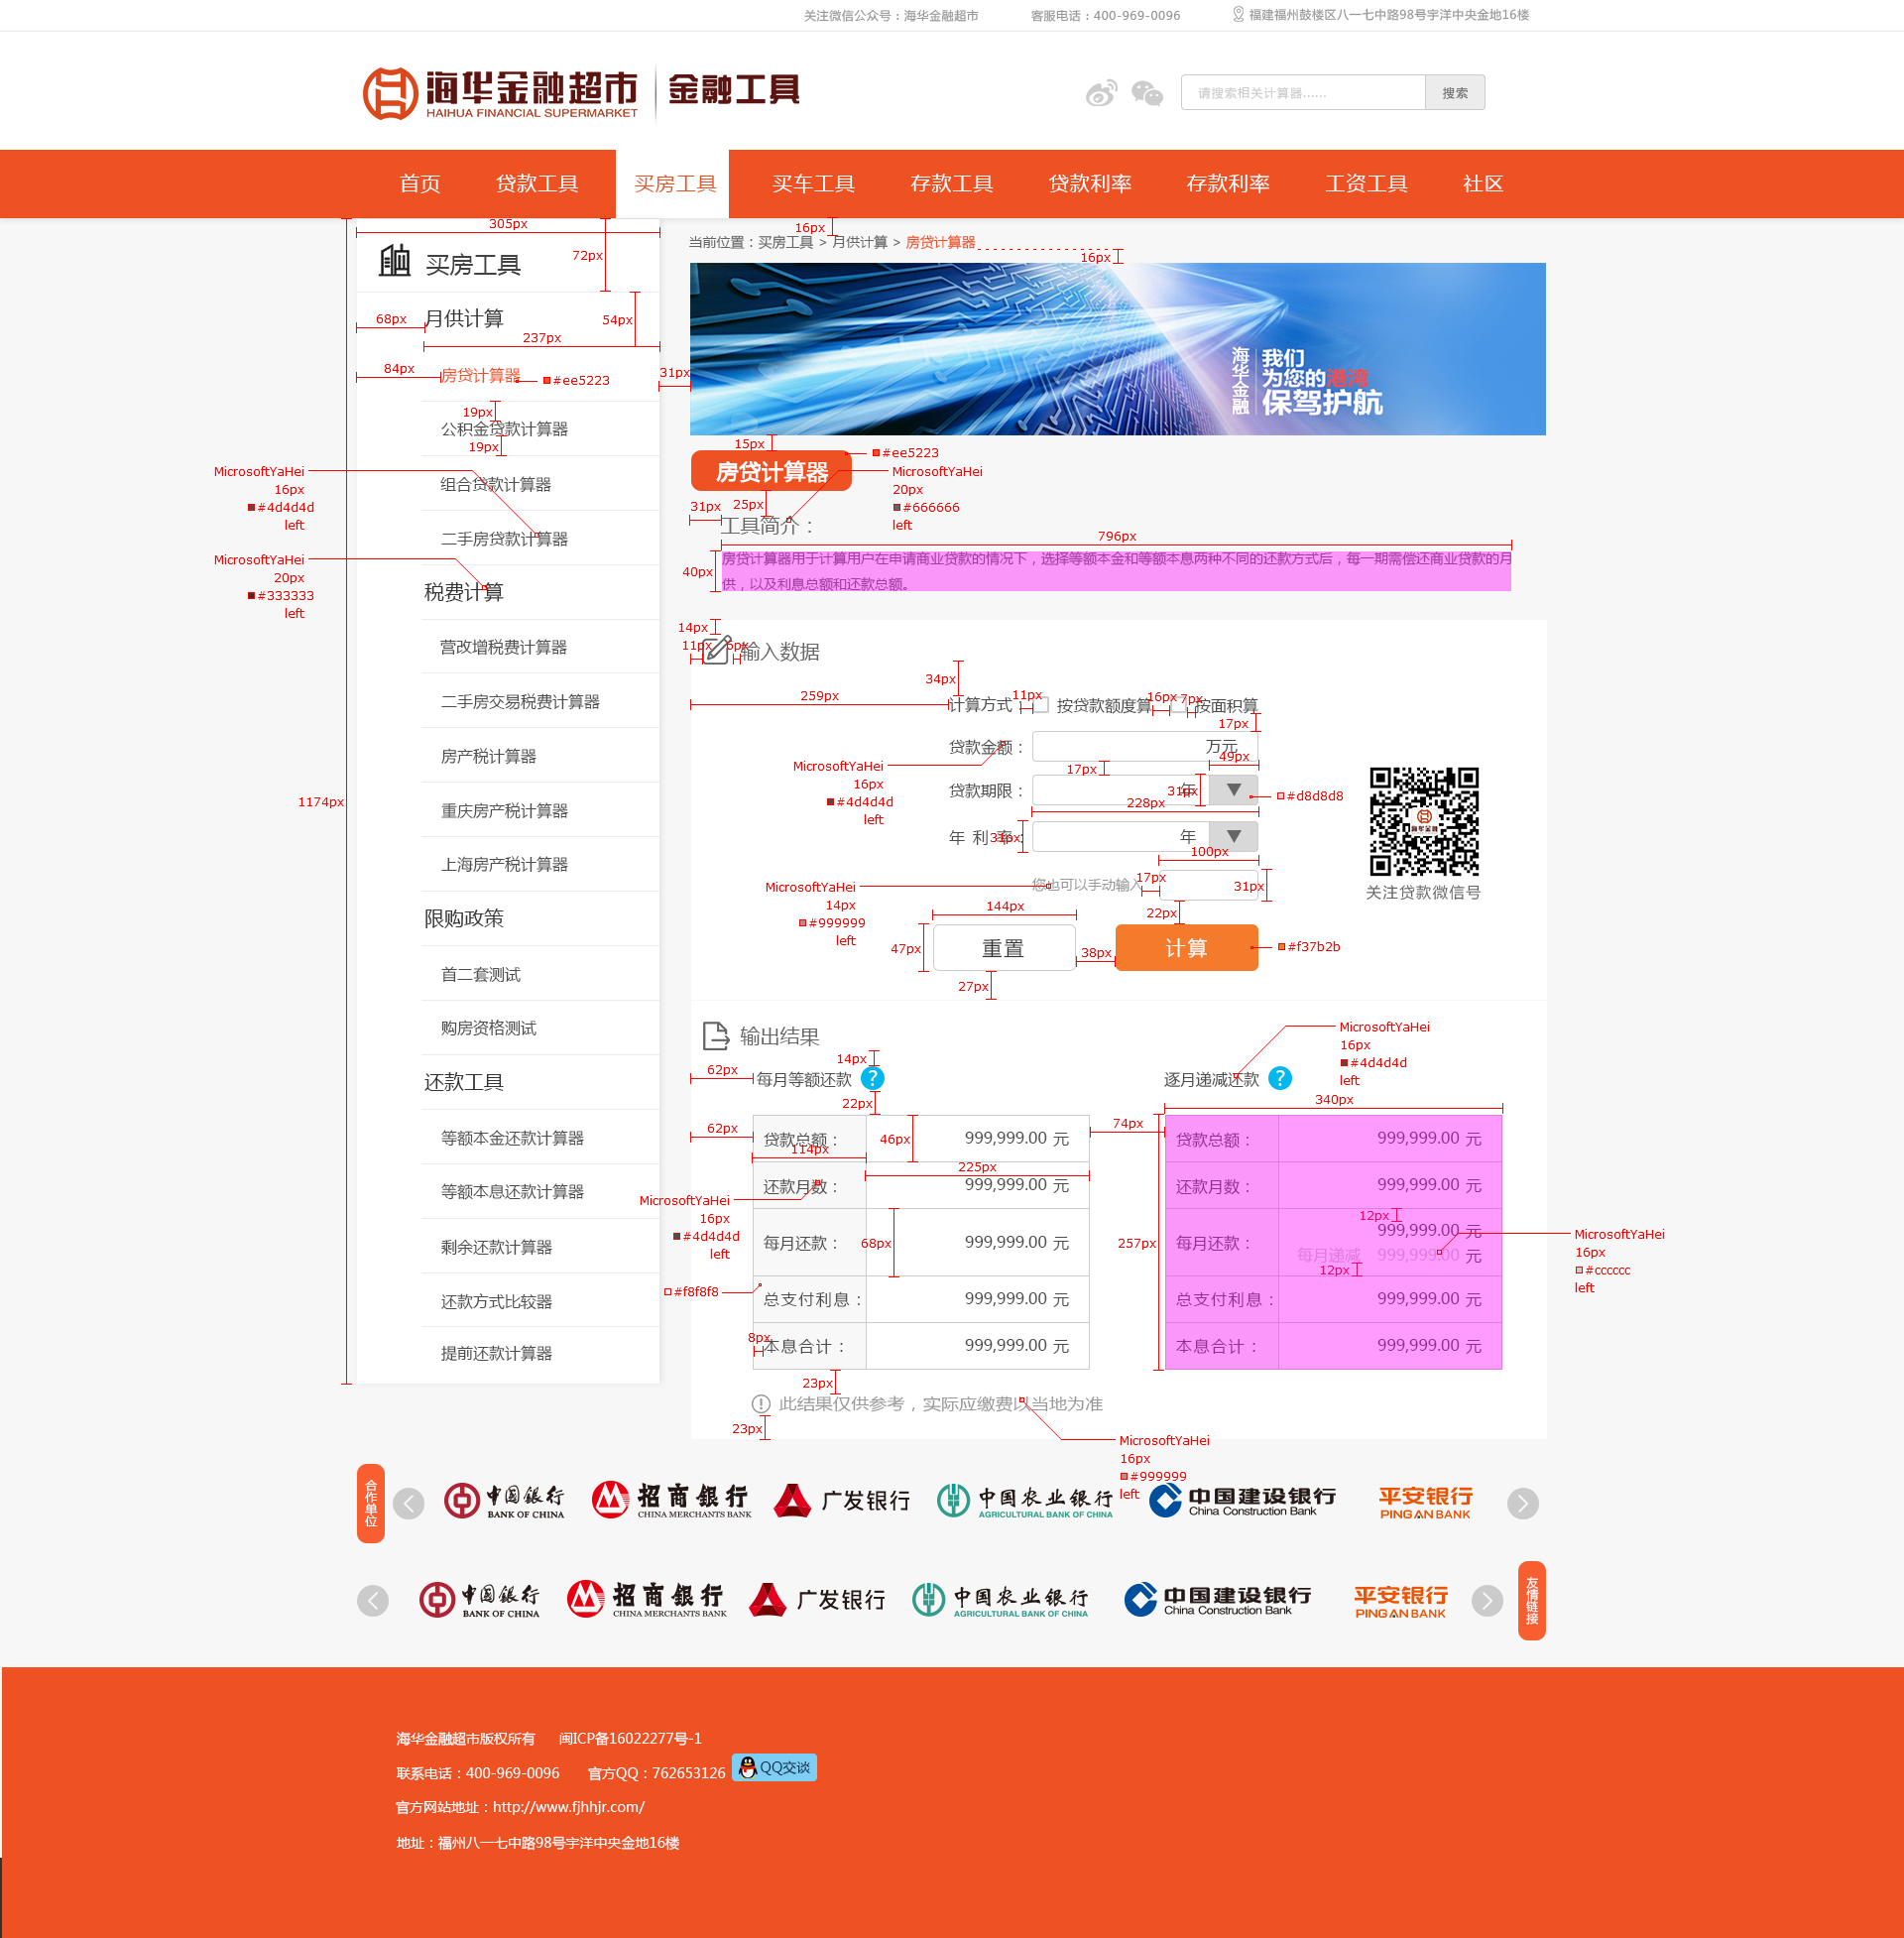 关注微信公众号：海华金融超市 客服电话：400-969-0096 福建福州鼓楼区八一七中路98号宇洋中央金地16楼
海华金融超市 金融工具
HAIHUA FINANCIAL SUPERMARKET
请搜索相关计算器...... 搜索
首页 贷款工具 买房工具 买车工具 存款工具 贷款利率 存款利率 工资工具 社区
305px
72px
买房工具
68px
月供计算
54px
237px
84px
房贷计算器
#ee5223
31px
19px
公积金贷款计算器
19px
MicrosoftYaHei
16px
#4d4d4d
left
组合贷款计算器
二手房贷款计算器
MicrosoftYaHei
20px
#333333
left
税费计算
营改增税费计算器
二手房交易税费计算器
房产税计算器
1174px
重庆房产税计算器
上海房产税计算器
限购政策
首二套测试
购房资格测试
还款工具
等额本金还款计算器
等额本息还款计算器
剩余还款计算器
还款方式比较器
提前还款计算器
16px
当前位置：买房工具 > 月供计算 > 房贷计算器
16px
海华金融
我们
为您的港湾
保驾护航
15px
#ee5223
房贷计算器
MicrosoftYaHei
20px
#666666
left
31px
25px
工具简介：
796px
40px
房贷计算器用于计算用户在申请商业贷款的情况下，选择等额本金和等额本息两种不同的还款方式后，每一期需偿还商业贷款的月
供，以及利息总额和还款总额。
14px
11px 6px
输入数据
34px
259px
计算方式 11px 按贷款额度算 16px 7px 按面积算
17px
贷款金额： 万元
49px
MicrosoftYaHei
16px
#4d4d4d
left
17px
贷款期限： 年 31px
#d8d8d8
228px
年 利 率： 31px 年
100px
MicrosoftYaHei
14px
#999999
left
您也可以手动输入 17px 31px
关注贷款微信号
144px 22px
47px 重置 38px 计算 #f37b2b
27px
输出结果
MicrosoftYaHei
16px
#4d4d4d
left
14px
62px 每月等额还款 ?
22px
逐月递减还款 ?
340px
62px 贷款总额： 46px 999,999.00 元
114px
74px
225px
还款月数： 999,999.00 元
MicrosoftYaHei
16px
#4d4d4d
left
每月还款： 68px 999,999.00 元
#f8f8f8
总支付利息： 999,999.00 元
8px
本息合计： 999,999.00 元
257px
贷款总额： 999,999.00 元
还款月数： 999,999.00 元
12px
999,999.00 元
每月还款：
每月递减 999,999.00 元
12px
MicrosoftYaHei
16px
#cccccc
left
总支付利息： 999,999.00 元
本息合计： 999,999.00 元
23px
此结果仅供参考，实际应缴费以当地为准
23px
MicrosoftYaHei
16px
#999999
left
合作单位
中国银行 BANK OF CHINA 招商银行 CHINA MERCHANTS BANK 广发银行 中国农业银行 AGRICULTURAL BANK OF CHINA 中国建设银行 China Construction Bank 平安银行 PING AN BANK
中国银行 BANK OF CHINA 招商银行 CHINA MERCHANTS BANK 广发银行 中国农业银行 AGRICULTURAL BANK OF CHINA 中国建设银行 China Construction Bank 平安银行 PING AN BANK
友情链接
海华金融超市版权所有 闽ICP备16022277号-1
联系电话：400-969-0096 官方QQ：762653126 QQ交谈
官方网站地址：http://www.fjhhjr.com/
地址：福州八一七中路98号宇洋中央金地16楼